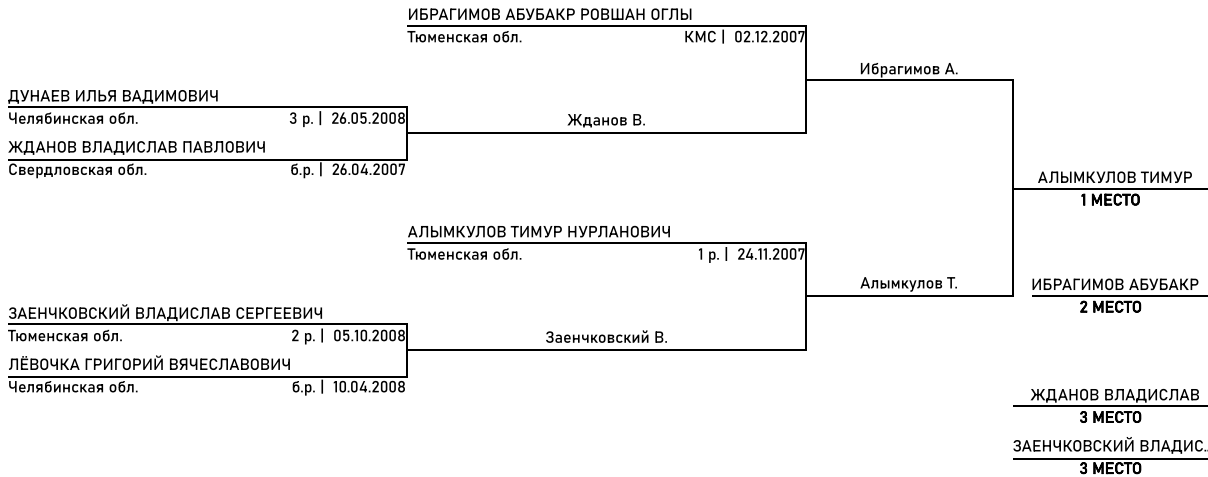 ИБРАГИМОВ АБУБАКР РОВШАН ОГЛЫ
Тюменская обл. КМС | 02.12.2007
Ибрагимов А.
ДУНАЕВ ИЛЬЯ ВАДИМОВИЧ
Челябинская обл. 3 р. | 26.05.2008
Жданов В.
ЖДАНОВ ВЛАДИСЛАВ ПАВЛОВИЧ
Свердловская обл. б.р. | 26.04.2007
АЛЫМКУЛОВ ТИМУР
1 МЕСТО
АЛЫМКУЛОВ ТИМУР НУРЛАНОВИЧ
Тюменская обл. 1 р. | 24.11.2007
Алымкулов Т.
ИБРАГИМОВ АБУБАКР
2 МЕСТО
ЗАЕНЧКОВСКИЙ ВЛАДИСЛАВ СЕРГЕЕВИЧ
Тюменская обл. 2 р. | 05.10.2008
Заенчковский В.
ЛЁВОЧКА ГРИГОРИЙ ВЯЧЕСЛАВОВИЧ
Челябинская обл. б.р. | 10.04.2008
ЖДАНОВ ВЛАДИСЛАВ
3 МЕСТО
ЗАЕНЧКОВСКИЙ ВЛАДИС..
3 МЕСТО